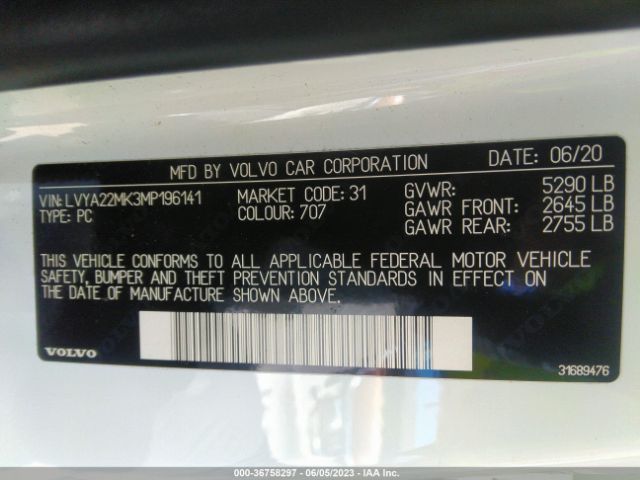 MFD BY VOLVO CAR CORPORATION DATE: 06/20
VIN: LVYA22MK3MP196141 MARKET CODE: 31 GVWR: 5290 LB
TYPE: PC COLOUR: 707 GAWR FRONT: 2645 LB
GAWR REAR: 2755 LB
THIS VEHICLE CONFORMS TO ALL APPLICABLE FEDERAL MOTOR VEHICLE
SAFETY, BUMPER AND THEFT PREVENTION STANDARDS IN EFFECT ON
THE DATE OF MANUFACTURE SHOWN ABOVE.
VOLVO 31689476
000-36758297 - 06/05/2023 - IAA Inc.